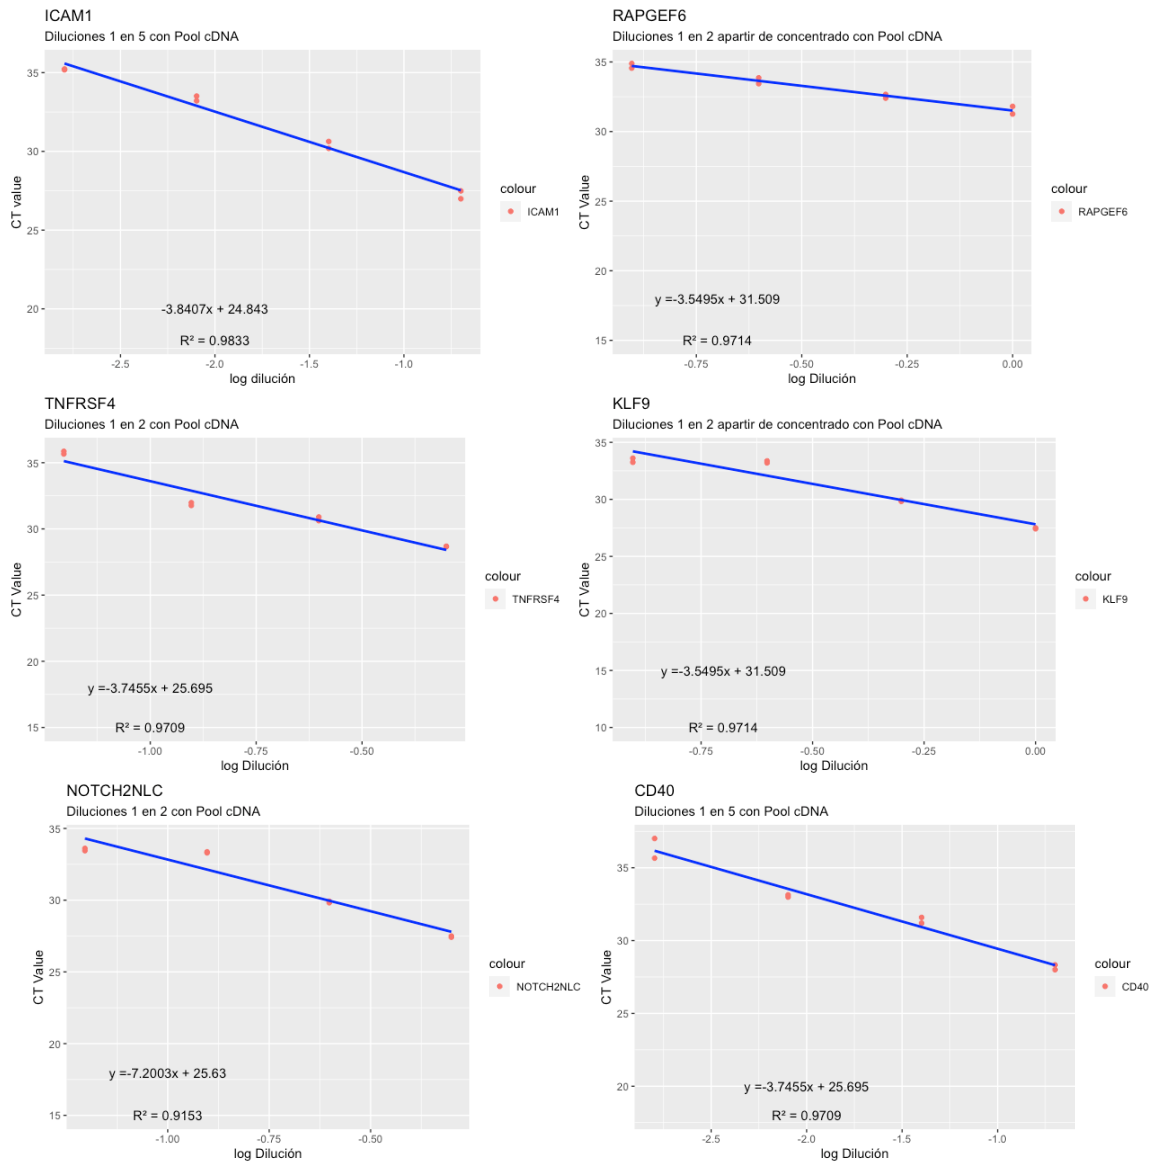 ICAM1
Diluciones 1 en 5 con Pool cDNA
CT value
35
30
25
20
-3.8407x + 24.843
R² = 0.9833
-2.5
-2.0
-1.5
-1.0
log dilución
colour
ICAM1
RAPGEF6
Diluciones 1 en 2 apartir de concentrado con Pool cDNA
CT Value
35
30
25
20
15
y =-3.5495x + 31.509
R² = 0.9714
-0.75
-0.50
-0.25
0.00
log Dilución
colour
RAPGEF6
TNFRSF4
Diluciones 1 en 2 con Pool cDNA
CT Value
35
30
25
20
15
y =-3.7455x + 25.695
R² = 0.9709
-1.00
-0.50
log Dilución
colour
TNFRSF4
KLF9
Diluciones 1 en 2 apartir de concentrado con Pool cDNA
CT Value
35
30
25
20
15
10
y =-3.5495x + 31.509
R² = 0.9714
-0.75
-0.50
-0.25
0.00
log Dilución
colour
KLF9
NOTCH2NLC
Diluciones 1 en 2 con Pool cDNA
CT Value
35
30
25
20
15
y =-7.2003x + 25.63
R² = 0.9153
-1.00
-0.75
-0.50
log Dilución
colour
NOTCH2NLC
CD40
Diluciones 1 en 5 con Pool cDNA
CT Value
35
30
25
20
y =-3.7455x + 25.695
R² = 0.9709
-2.5
-2.0
-1.5
-1.0
log Dilución
colour
CD40